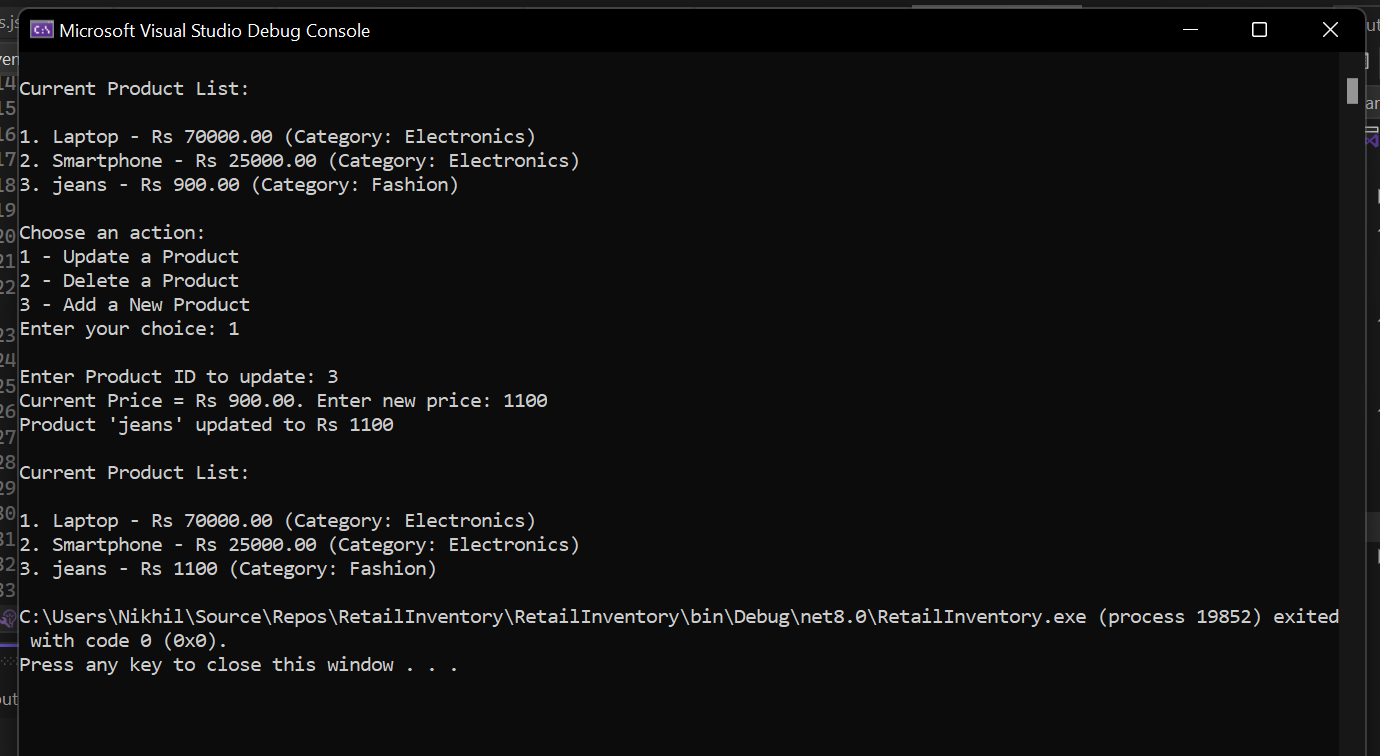 Microsoft Visual Studio Debug Console
Current Product List:
1. Laptop - Rs 70000.00 (Category: Electronics)
2. Smartphone - Rs 25000.00 (Category: Electronics)
3. jeans - Rs 900.00 (Category: Fashion)
Choose an action:
1 - Update a Product
2 - Delete a Product
3 - Add a New Product
Enter your choice: 1
Enter Product ID to update: 3
Current Price = Rs 900.00. Enter new price: 1100
Product 'jeans' updated to Rs 1100
Current Product List:
1. Laptop - Rs 70000.00 (Category: Electronics)
2. Smartphone - Rs 25000.00 (Category: Electronics)
3. jeans - Rs 1100 (Category: Fashion)
C:\Users\Nikhil\Source\Repos\RetailInventory\RetailInventory\bin\Debug\net8.0\RetailInventory.exe (process 19852) exited
with code 0 (0x0).
Press any key to close this window . . .